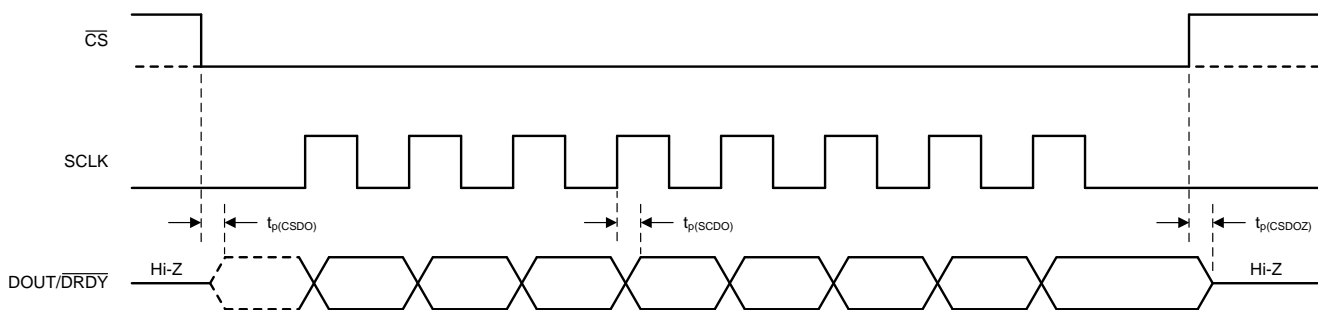 CS
SCLK
tp(CSDO)
tp(SCDO)
tp(CSDOZ)
DOUT/DRDY
Hi-Z
Hi-Z